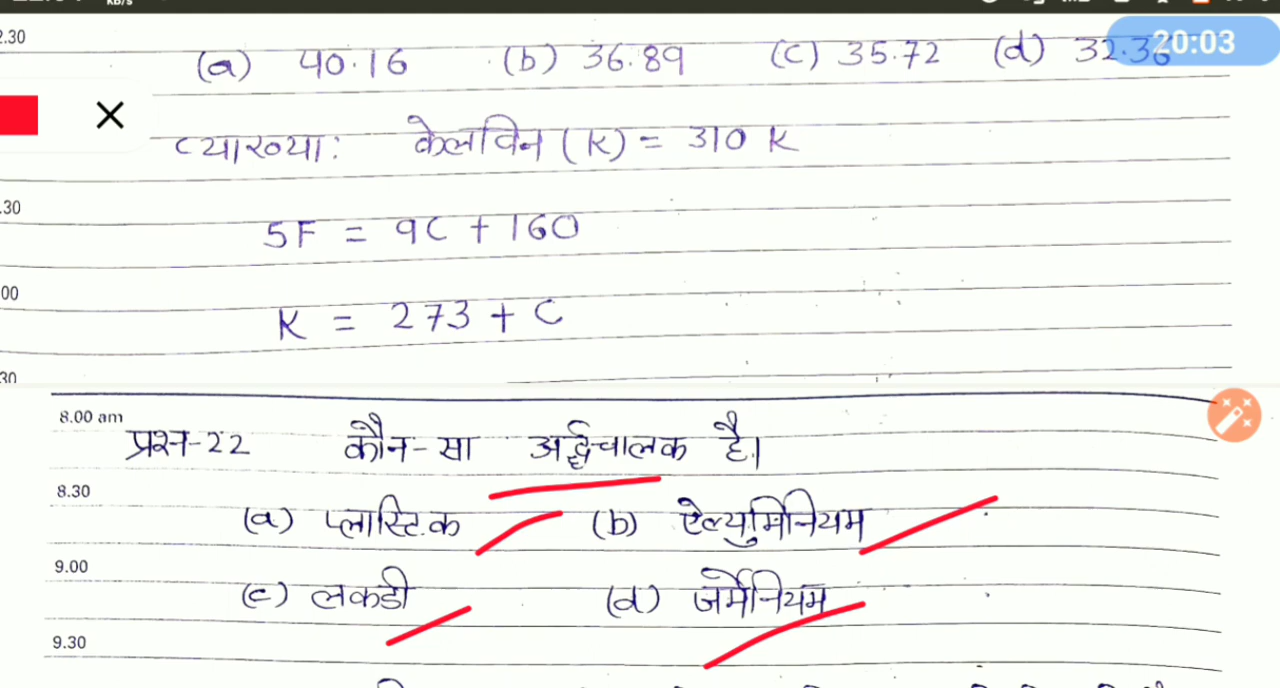 KB/s
2.30
(a) 40.16 (b) 36.89 (c) 35.72 (d) 32.36
20:03
व्याख्या: केलविन (K) = 310 K
.30
5F = 9C + 160
00
K = 273 + C
30
8.00 am
प्रश्न-22 कौन-सा अर्द्धचालक है।
8.30
(a) प्लास्टिक (b) ऐल्युमिनियम
9.00
(c) लकडी (d) जर्मेनियम
9.30